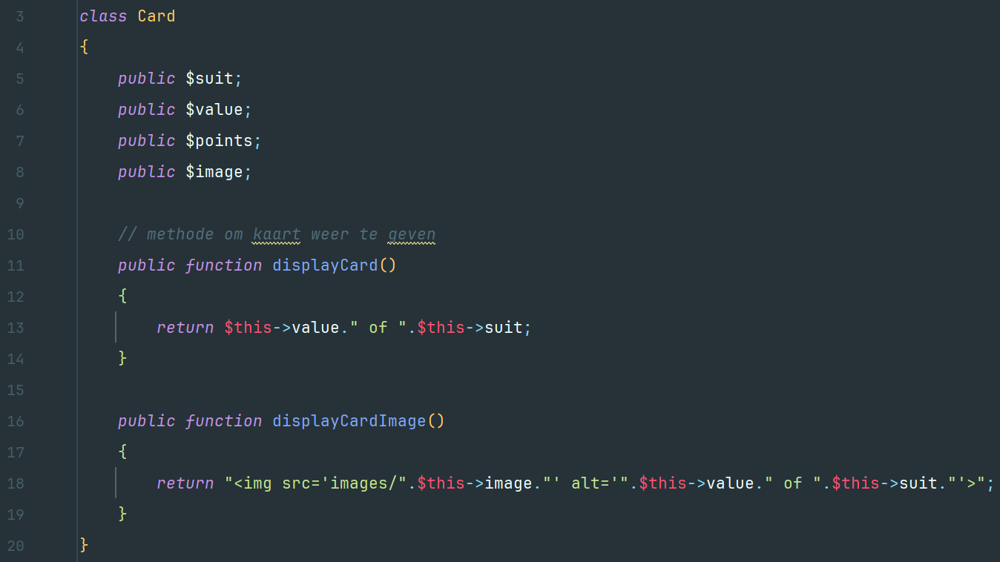 3 class Card
4 {
5 public $suit;
6 public $value;
7 public $points;
8 public $image;
9
10 // methode om kaart weer te geven
11 public function displayCard()
12 {
13 return $this->value." of ".$this->suit;
14 }
15
16 public function displayCardImage()
17 {
18 return "<img src='images/".$this->image."' alt='".$this->value." of ".$this->suit."'>";
19 }
20 }